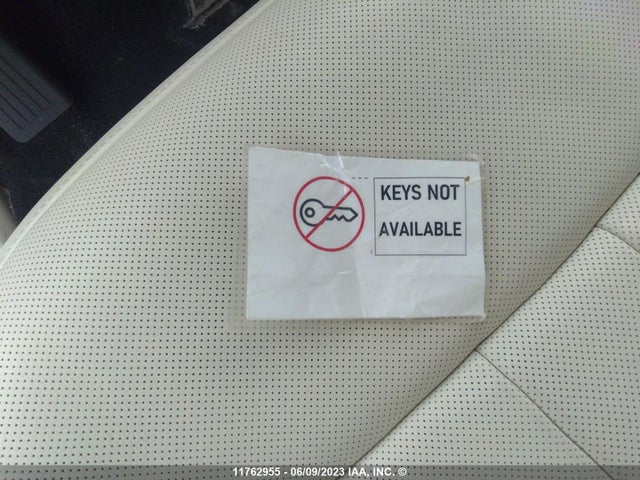 KEYS NOT
AVAILABLE
11762955 - 06/09/2023 IAA, INC. ©